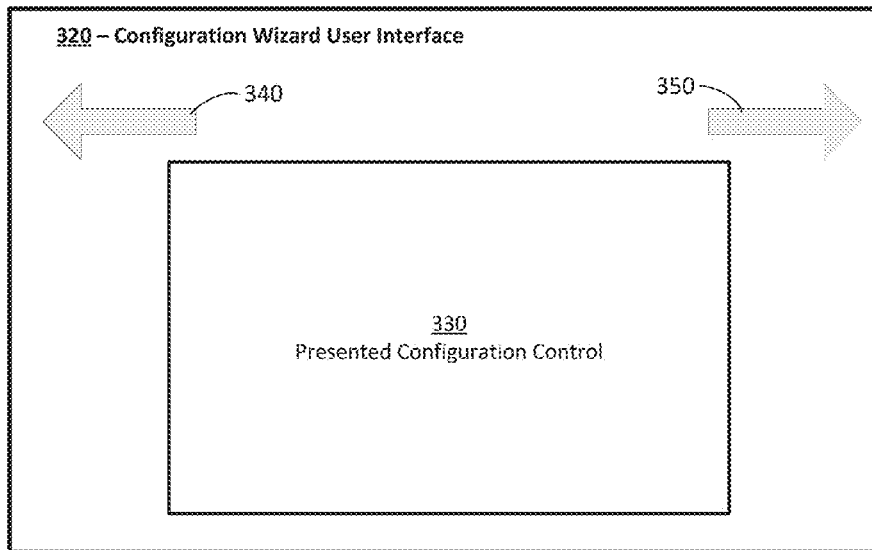 320 – Configuration Wizard User Interface
340
350
330
Presented Configuration Control